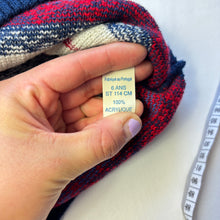 Fabriqué au Portugal
6 ANS
ST 114 CM
100%
ACRYLIQUE